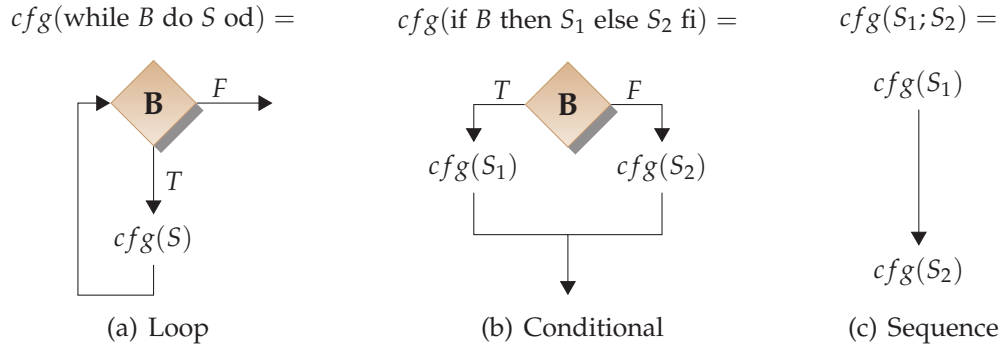 cfg(while B do S od) =
B
F
T
cfg(S)
(a) Loop
cfg(if B then S₁ else S₂ fi) =
T
B
F
cfg(S₁)
cfg(S₂)
(b) Conditional
cfg(S₁; S₂) =
cfg(S₁)
cfg(S₂)
(c) Sequence